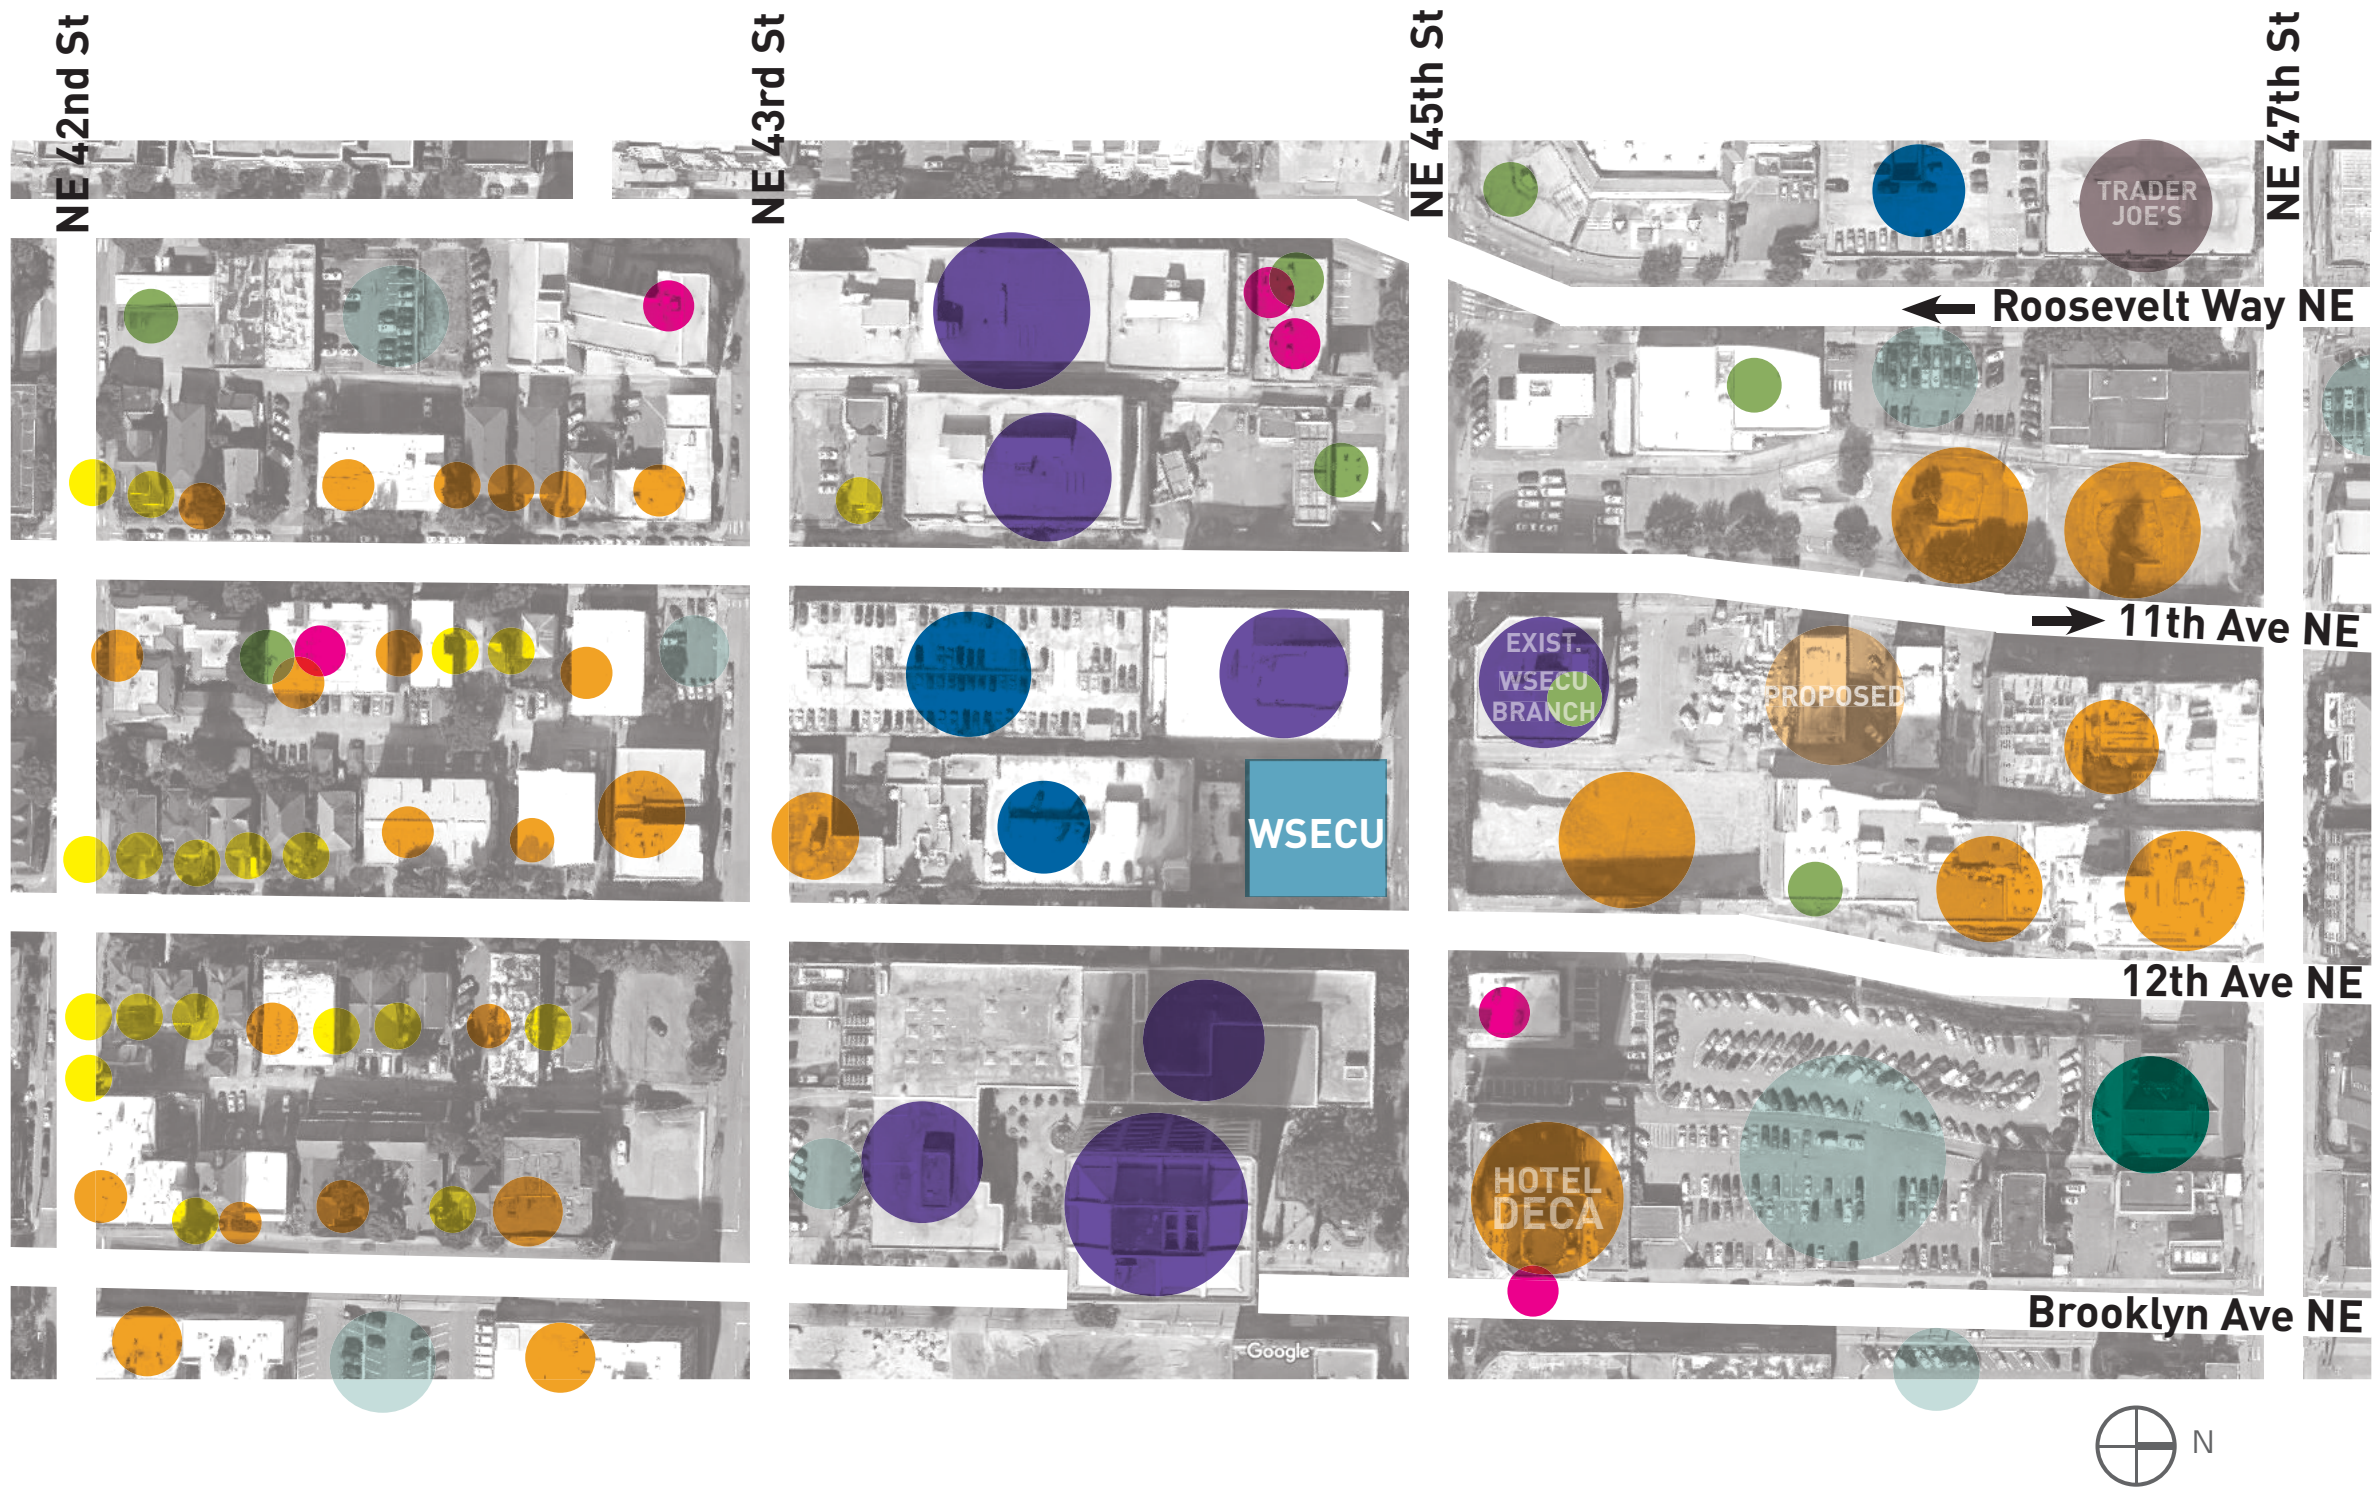 NE 42nd St
NE 43rd St
NE 45th St
NE 47th St
TRADER
JOE'S
Roosevelt Way NE
11th Ave NE
EXIST.
WSECU
BRANCH
PROPOSED
WSECU
12th Ave NE
HOTEL
DECA
Brooklyn Ave NE
Google
N